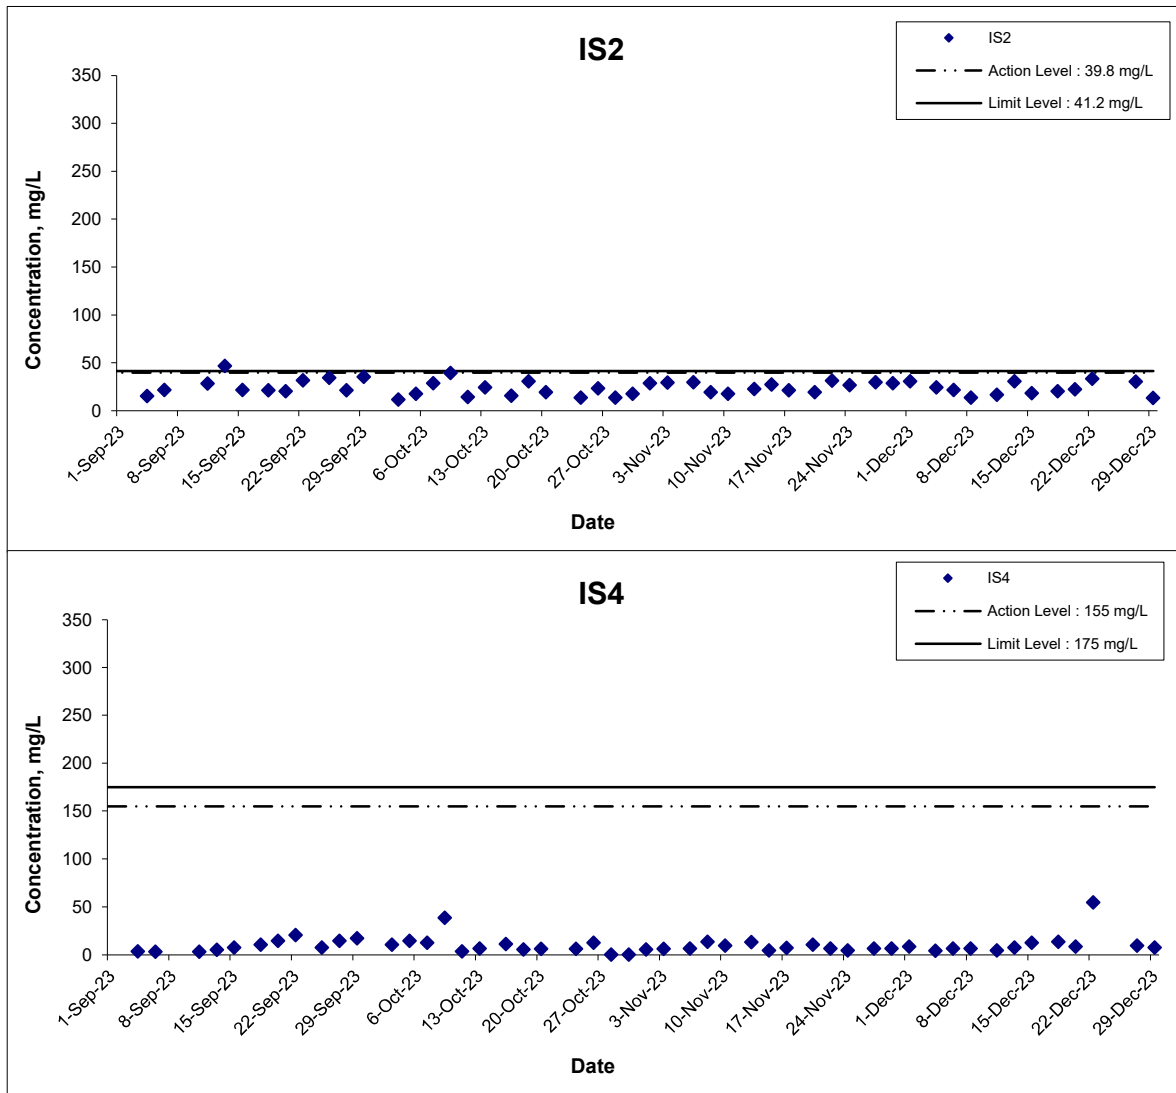 IS2
IS2
Action Level : 39.8 mg/L
Limit Level : 41.2 mg/L
Concentration, mg/L
350
300
250
200
150
100
50
0
1-Sep-23
8-Sep-23
15-Sep-23
22-Sep-23
29-Sep-23
6-Oct-23
13-Oct-23
20-Oct-23
27-Oct-23
3-Nov-23
10-Nov-23
17-Nov-23
24-Nov-23
1-Dec-23
8-Dec-23
15-Dec-23
22-Dec-23
29-Dec-23
Date
IS4
IS4
Action Level : 155 mg/L
Limit Level : 175 mg/L
Concentration, mg/L
350
300
250
200
150
100
50
0
1-Sep-23
8-Sep-23
15-Sep-23
22-Sep-23
29-Sep-23
6-Oct-23
13-Oct-23
20-Oct-23
27-Oct-23
3-Nov-23
10-Nov-23
17-Nov-23
24-Nov-23
1-Dec-23
8-Dec-23
15-Dec-23
22-Dec-23
29-Dec-23
Date